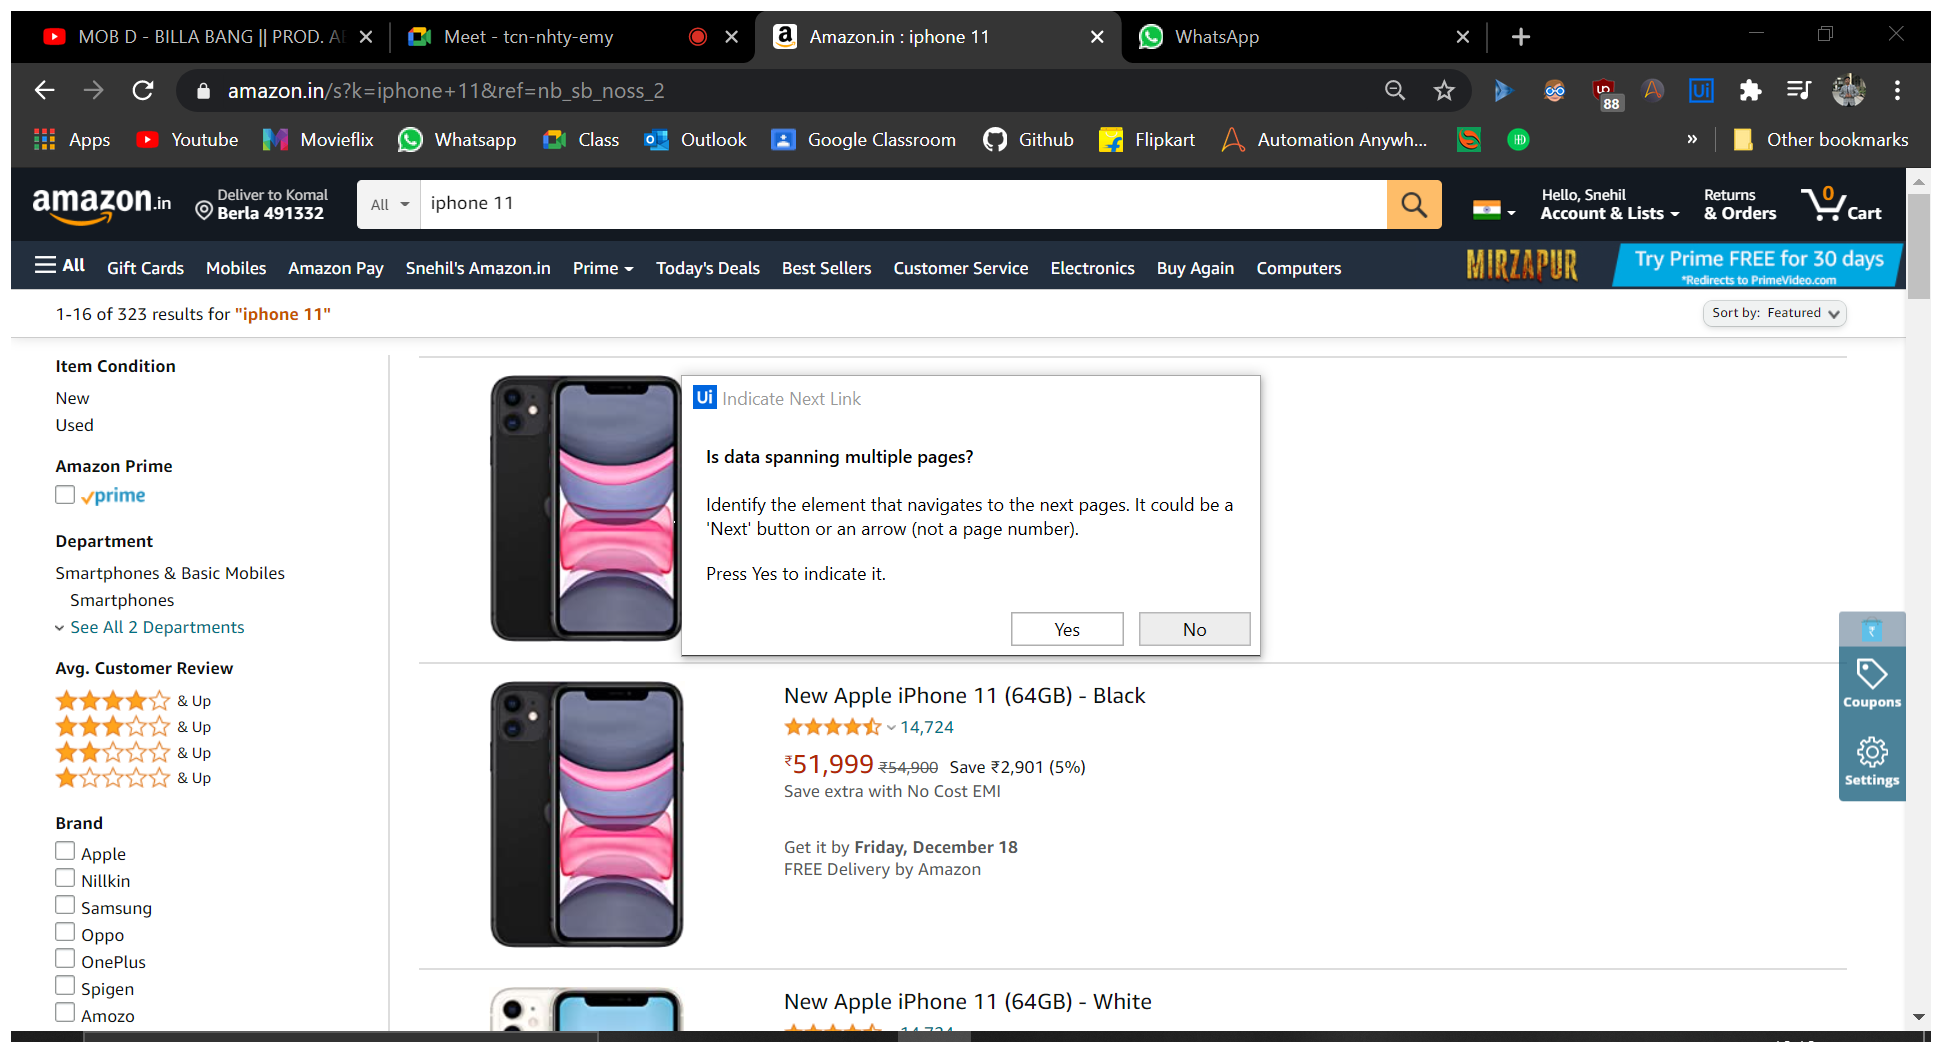 MOB D - BILLA BANG || PROD. AB
Meet - tcn-nhty-emy
Amazon.in : iphone 11
WhatsApp
amazon.in/s?k=iphone+11&ref=nb_sb_noss_2
88
Ui
Apps
Youtube
Movieflix
Whatsapp
Class
Outlook
Google Classroom
Github
Flipkart
Automation Anywh...
»
Other bookmarks
amazon.in
Deliver to Komal
Berla 491332
All
iphone 11
Hello, Snehil
Account & Lists
Returns
& Orders
0
Cart
All
Gift Cards
Mobiles
Amazon Pay
Snehil's Amazon.in
Prime
Today's Deals
Best Sellers
Customer Service
Electronics
Buy Again
Computers
MIRZAPUR
Try Prime FREE for 30 days
*Redirects to PrimeVideo.com
1-16 of 323 results for "iphone 11"
Sort by: Featured
Item Condition
New
Used
Amazon Prime
prime
Department
Smartphones & Basic Mobiles
Smartphones
See All 2 Departments
Avg. Customer Review
& Up
& Up
& Up
& Up
Brand
Apple
Nillkin
Samsung
Oppo
OnePlus
Spigen
Amozo
Ui Indicate Next Link
Is data spanning multiple pages?
Identify the element that navigates to the next pages. It could be a
'Next' button or an arrow (not a page number).
Press Yes to indicate it.
Yes
No
New Apple iPhone 11 (64GB) - Black
14,724
₹51,999 ₹54,900 Save ₹2,901 (5%)
Save extra with No Cost EMI
Get it by Friday, December 18
FREE Delivery by Amazon
New Apple iPhone 11 (64GB) - White
14,724
₹
Coupons
Settings